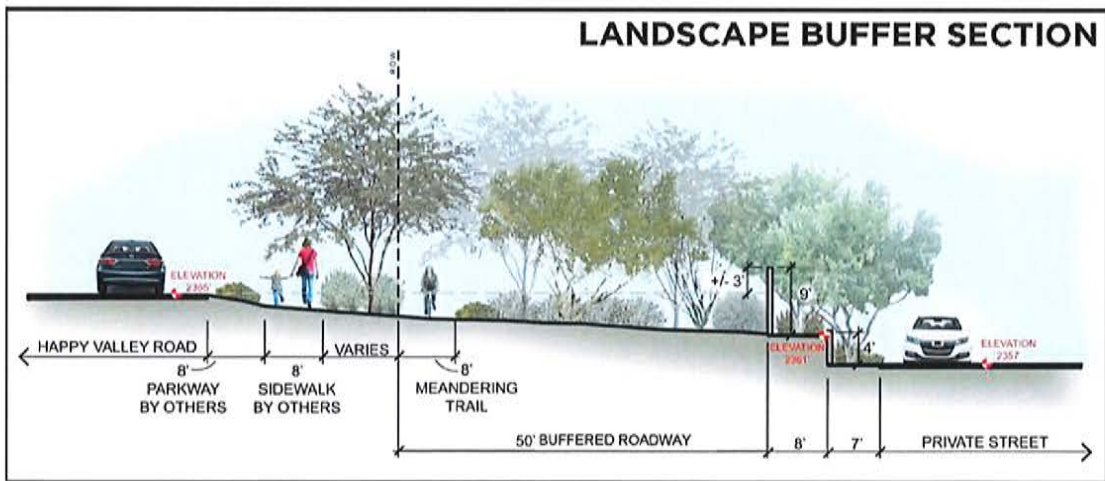 LANDSCAPE BUFFER SECTION
ROW
ELEVATION
2365'
+/- 3'
9'
ELEVATION
2361'
4'
ELEVATION
2357
HAPPY VALLEY ROAD
8'
PARKWAY
BY OTHERS
8'
SIDEWALK
BY OTHERS
VARIES
8'
MEANDERING
TRAIL
50' BUFFERED ROADWAY
8'
7'
PRIVATE STREET